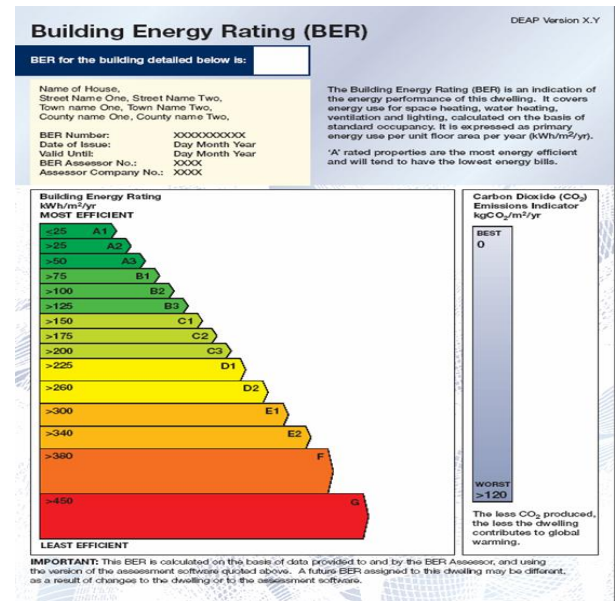 DEAP Version X.Y
Building Energy Rating (BER)
BER for the building detailed below is:
Name of House,
Street Name One, Street Name Two,
Town name One, Town Name Two,
County name One, County name Two,
BER Number: XXXXXXXXXX
Date of Issue: Day Month Year
Valid Until: Day Month Year
BER Assessor No.: XXXX
Assessor Company No.: XXXX
The Building Energy Rating (BER) is an indication of
the energy performance of this dwelling. It covers
energy use for space heating, water heating,
ventilation and lighting, calculated on the basis of
standard occupancy. It is expressed as primary
energy use per unit floor area per year (kWh/m²/yr).
'A' rated properties are the most energy efficient
and will tend to have the lowest energy bills.
Building Energy Rating
kWh/m²/yr
MOST EFFICIENT
≤25 A1
>25 A2
>50 A3
>75 B1
>100 B2
>125 B3
>150 C1
>175 C2
>200 C3
>225 D1
>260 D2
>300 E1
>340 E2
>380 F
>450 G
LEAST EFFICIENT
Carbon Dioxide (CO₂)
Emissions Indicator
kgCO₂/m²/yr
BEST
0
WORST
>120
The less CO₂ produced,
the less the dwelling
contributes to global
warming.
IMPORTANT: This BER is calculated on the basis of data provided to and by the BER Assessor, and using
the version of the assessment software quoted above. A future BER assigned to this dwelling may be different,
as a result of changes to the dwelling or to the assessment software.